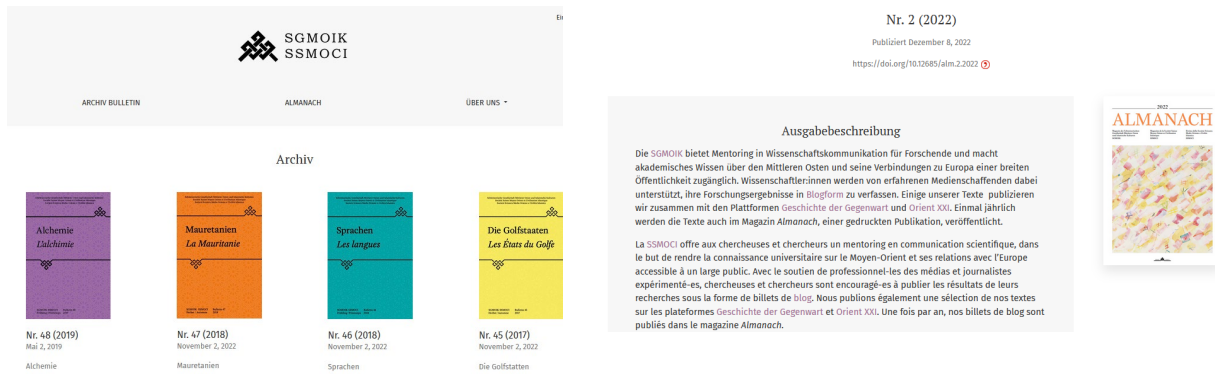 Ei
SGMOIK
SSMOCI
ARCHIV BULLETIN
ALMANACH
ÜBER UNS
Archiv
Alchemie
L'alchimie
Nr. 48 (2019)
Mai 2, 2019
Alchemie
Mauretanien
La Mauritanie
Nr. 47 (2018)
November 2, 2022
Mauretanien
Sprachen
Les langues
Nr. 46 (2018)
November 2, 2022
Sprachen
Die Golfstaaten
Les États du Golfe
Nr. 45 (2017)
November 2, 2022
Die Golfstatten
Nr. 2 (2022)
Publiziert Dezember 8, 2022
https://doi.org/10.12685/alm.2.2022
Ausgabebeschreibung
Die SGMOIK bietet Mentoring in Wissenschaftskommunikation für Forschende und macht
akademisches Wissen über den Mittleren Osten und seine Verbindungen zu Europa einer breiten
Öffentlichkeit zugänglich. Wissenschaftler:innen werden von erfahrenen Medienschaffenden dabei
unterstützt, ihre Forschungsergebnisse in Blogform zu verfassen. Einige unserer Texte publizieren
wir zusammen mit den Plattformen Geschichte der Gegenwart und Orient XXI. Einmal jährlich
werden die Texte auch im Magazin Almanach, einer gedruckten Publikation, veröffentlicht.
La SSMOCI offre aux chercheuses et chercheurs un mentoring en communication scientifique, dans
le but de rendre la connaissance universitaire sur le Moyen-Orient et ses relations avec l'Europe
accessible à un large public. Avec le soutien de professionnel-les des médias et journalistes
expérimenté-es, chercheuses et chercheurs sont encouragé-es à publier les résultats de leurs
recherches sous la forme de billets de blog. Nous publions également une sélection de nos textes
sur les plateformes Geschichte der Gegenwart et Orient XXI. Une fois par an, nos billets de blog sont
publiés dans le magazine Almanach.
2022
ALMANACH